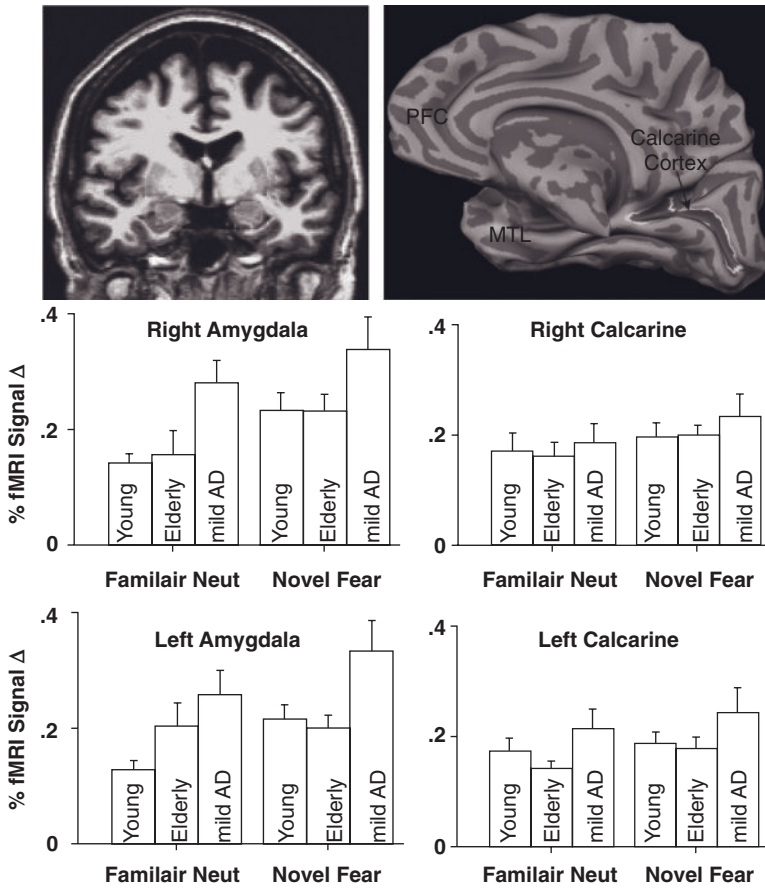 PFC
Calcarine
Cortex
MTL
% fMRI Signal Δ
.4
.2
0
Right Amygdala
Young
Elderly
mild AD
Young
Elderly
mild AD
Familair Neut
Novel Fear
.4
.2
0
Right Calcarine
Young
Elderly
mild AD
Young
Elderly
mild AD
Familair Neut
Novel Fear
% fMRI Signal Δ
.4
.2
0
Left Amygdala
Young
Elderly
mild AD
Young
Elderly
mild AD
Familair Neut
Novel Fear
.4
.2
0
Left Calcarine
Young
Elderly
mild AD
Young
Elderly
mild AD
Familair Neut
Novel Fear